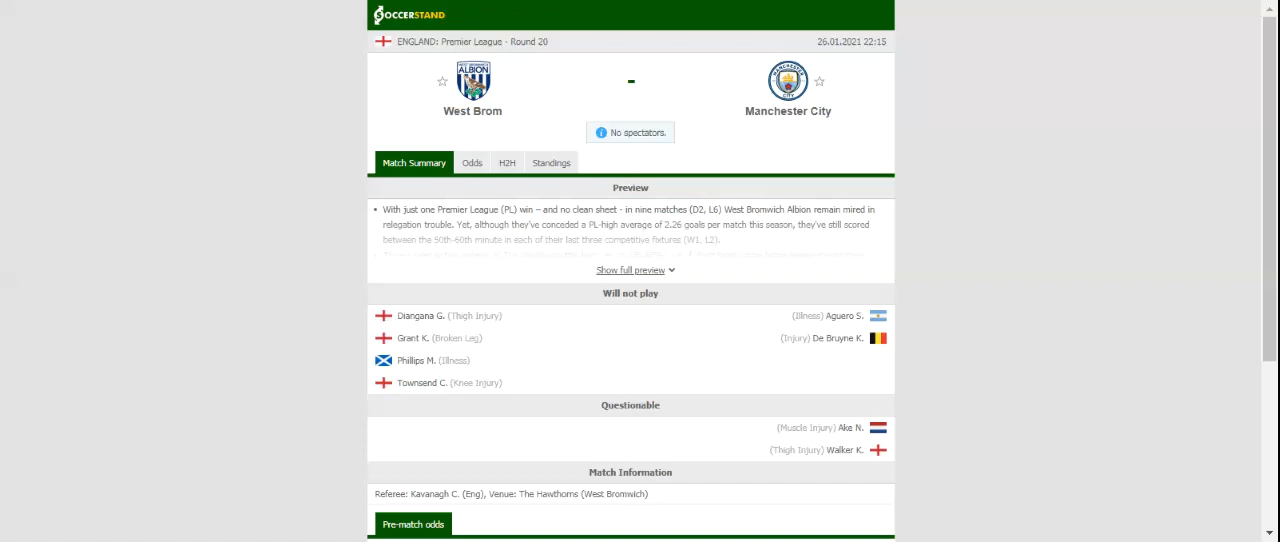 SOCCERSTAND
ENGLAND: Premier League - Round 20 26.01.2021 22:15
ALBION
MANCHESTER
CITY
-
West Brom Manchester City
No spectators.
Match Summary Odds H2H Standings
Preview
• With just one Premier League (PL) win – and no clean sheet - in nine matches (D2, L6) West Bromwich Albion remain mired in
relegation trouble. Yet, although they've conceded a PL-high average of 2.26 goals per match this season, they've still scored
between the 50th-60th minute in each of their last three competitive fixtures (W1, L2).
Show full preview
Will not play
Diangana G. (Thigh Injury) (Illness) Aguero S.
Grant K. (Broken Leg) (Injury) De Bruyne K.
Phillips M. (Illness)
Townsend C. (Knee Injury)
Questionable
(Muscle Injury) Ake N.
(Thigh Injury) Walker K.
Match Information
Referee: Kavanagh C. (Eng), Venue: The Hawthorns (West Bromwich)
Pre-match odds